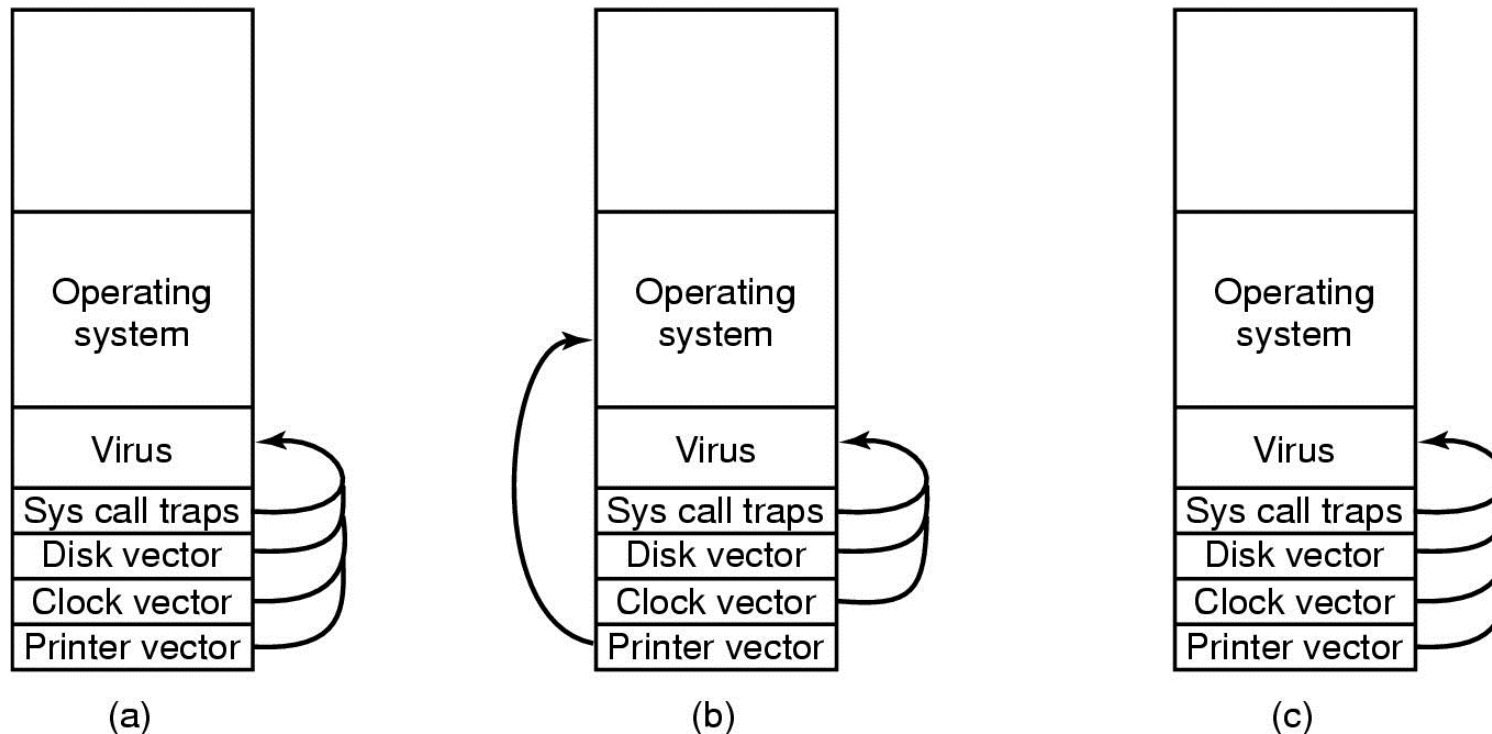 Operating
system
Virus
Sys call traps
Disk vector
Clock vector
Printer vector
(a)
Operating
system
Virus
Sys call traps
Disk vector
Clock vector
Printer vector
(b)
Operating
system
Virus
Sys call traps
Disk vector
Clock vector
Printer vector
(c)